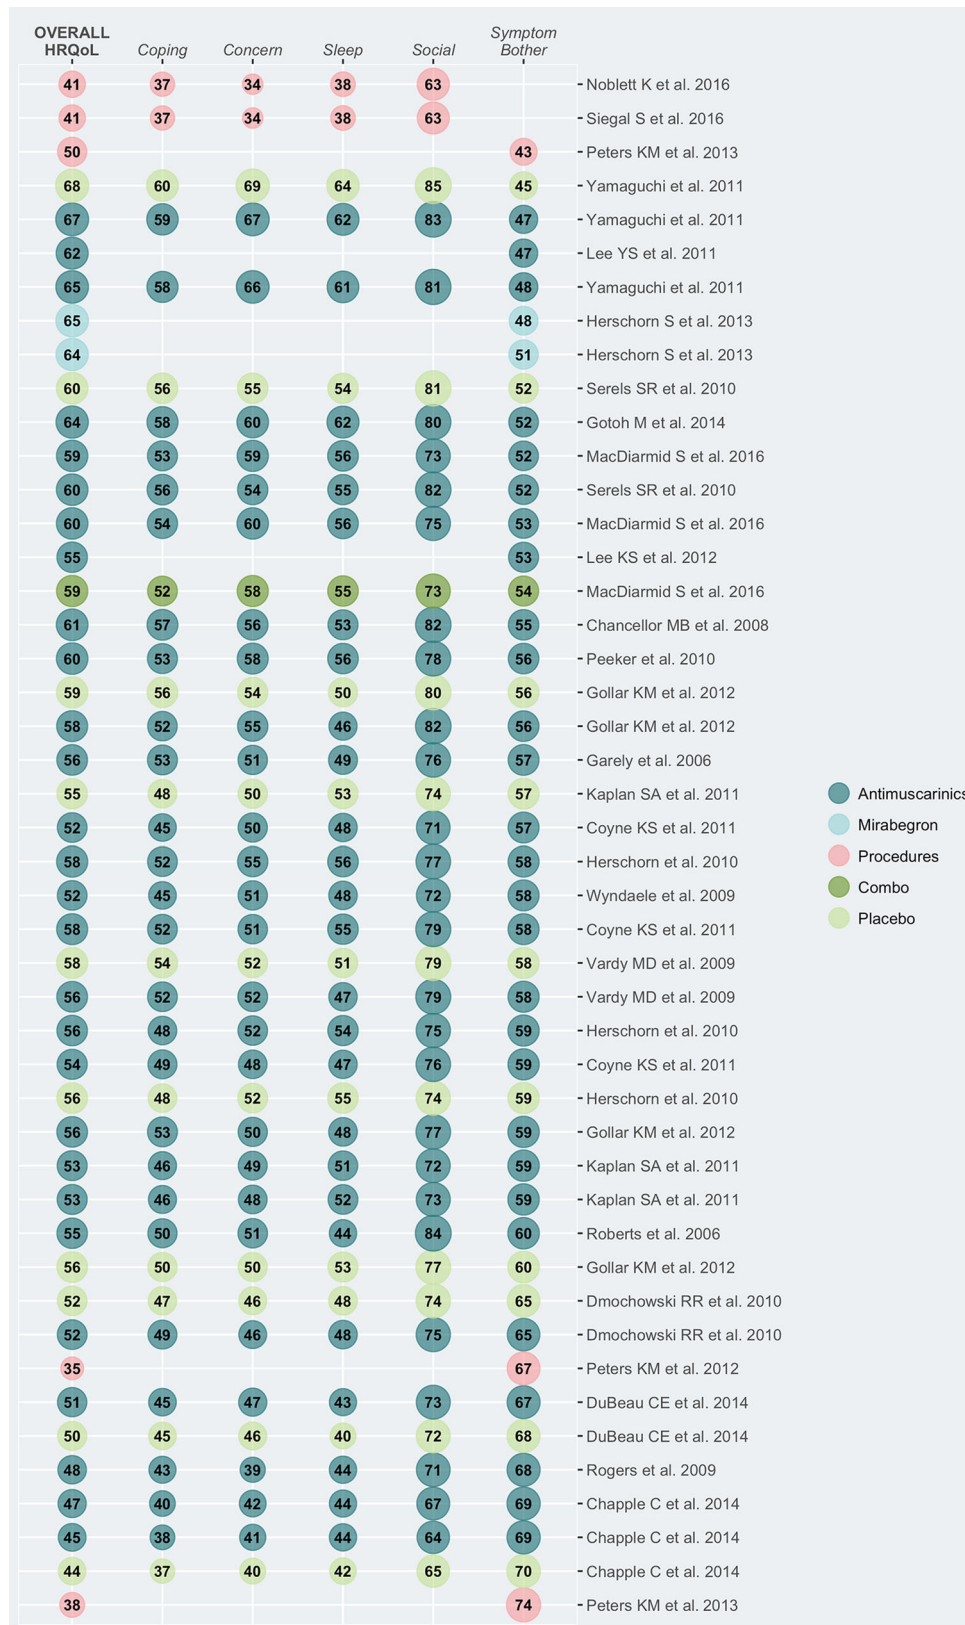 OVERALL HRQoL Coping Concern Sleep Social Symptom Bother
41 37 34 38 63 Noblett K et al. 2016
41 37 34 38 63 Siegal S et al. 2016
50 43 Peters KM et al. 2013
68 60 69 64 85 45 Yamaguchi et al. 2011
67 59 67 62 83 47 Yamaguchi et al. 2011
62 47 Lee YS et al. 2011
65 58 66 61 81 48 Yamaguchi et al. 2011
65 48 Herschorn S et al. 2013
64 51 Herschorn S et al. 2013
60 56 55 54 81 52 Serels SR et al. 2010
64 58 60 62 80 52 Gotoh M et al. 2014
59 53 59 56 73 52 MacDiarmid S et al. 2016
60 56 54 55 82 52 Serels SR et al. 2010
60 54 60 56 75 53 MacDiarmid S et al. 2016
55 53 Lee KS et al. 2012
59 52 58 55 73 54 MacDiarmid S et al. 2016
61 57 56 53 82 55 Chancellor MB et al. 2008
60 53 58 56 78 56 Peeker et al. 2010
59 56 54 50 80 56 Gollar KM et al. 2012
58 52 55 46 82 56 Gollar KM et al. 2012
56 53 51 49 76 57 Garely et al. 2006
55 48 50 53 74 57 Kaplan SA et al. 2011
52 45 50 48 71 57 Coyne KS et al. 2011
58 52 55 56 77 58 Herschorn et al. 2010
52 45 51 48 72 58 Wyndaele et al. 2009
58 52 51 55 79 58 Coyne KS et al. 2011
58 54 52 51 79 58 Vardy MD et al. 2009
56 52 52 47 79 58 Vardy MD et al. 2009
56 48 52 54 75 59 Herschorn et al. 2010
54 49 48 47 76 59 Coyne KS et al. 2011
56 48 52 55 74 59 Herschorn et al. 2010
56 53 50 48 77 59 Gollar KM et al. 2012
53 46 49 51 72 59 Kaplan SA et al. 2011
53 46 48 52 73 59 Kaplan SA et al. 2011
55 50 51 44 84 60 Roberts et al. 2006
56 50 50 53 77 60 Gollar KM et al. 2012
52 47 46 48 74 65 Dmochowski RR et al. 2010
52 49 46 48 75 65 Dmochowski RR et al. 2010
35 67 Peters KM et al. 2012
51 45 47 43 73 67 DuBeau CE et al. 2014
50 45 46 40 72 68 DuBeau CE et al. 2014
48 43 39 44 71 68 Rogers et al. 2009
47 40 42 44 67 69 Chapple C et al. 2014
45 38 41 44 64 69 Chapple C et al. 2014
44 37 40 42 65 70 Chapple C et al. 2014
38 74 Peters KM et al. 2013
Antimuscarinics
Mirabegron
Procedures
Combo
Placebo